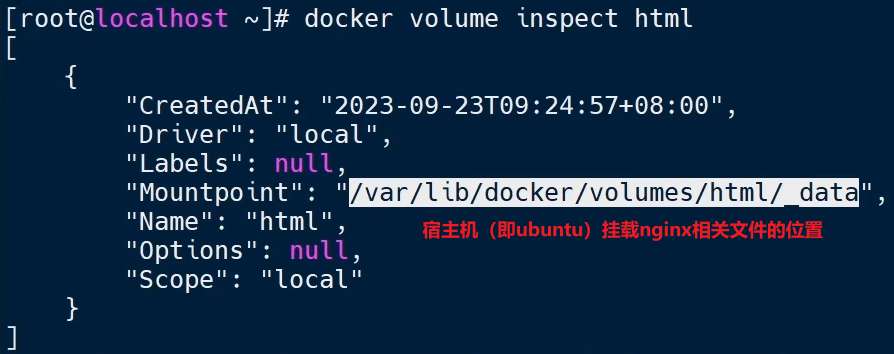 [root@localhost ~]# docker volume inspect html
[
    {
        "CreatedAt": "2023-09-23T09:24:57+08:00",
        "Driver": "local",
        "Labels": null,
        "Mountpoint": "/var/lib/docker/volumes/html/_data",
        "Name": "html",
宿主机（即ubuntu）挂载nginx相关文件的位置
        "Options": null,
        "Scope": "local"
    }
]